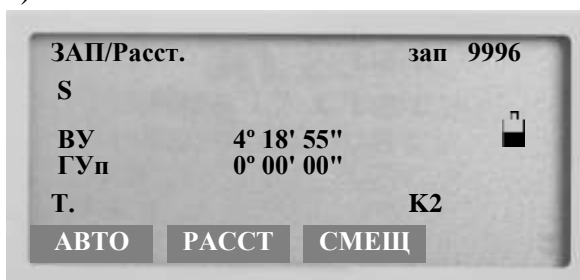 ЗАП/Расст. зап 9996
S
ВУ 4º 18' 55"
ГУп 0º 00' 00"
Т. К2
АВТО РАССТ СМЕЩ